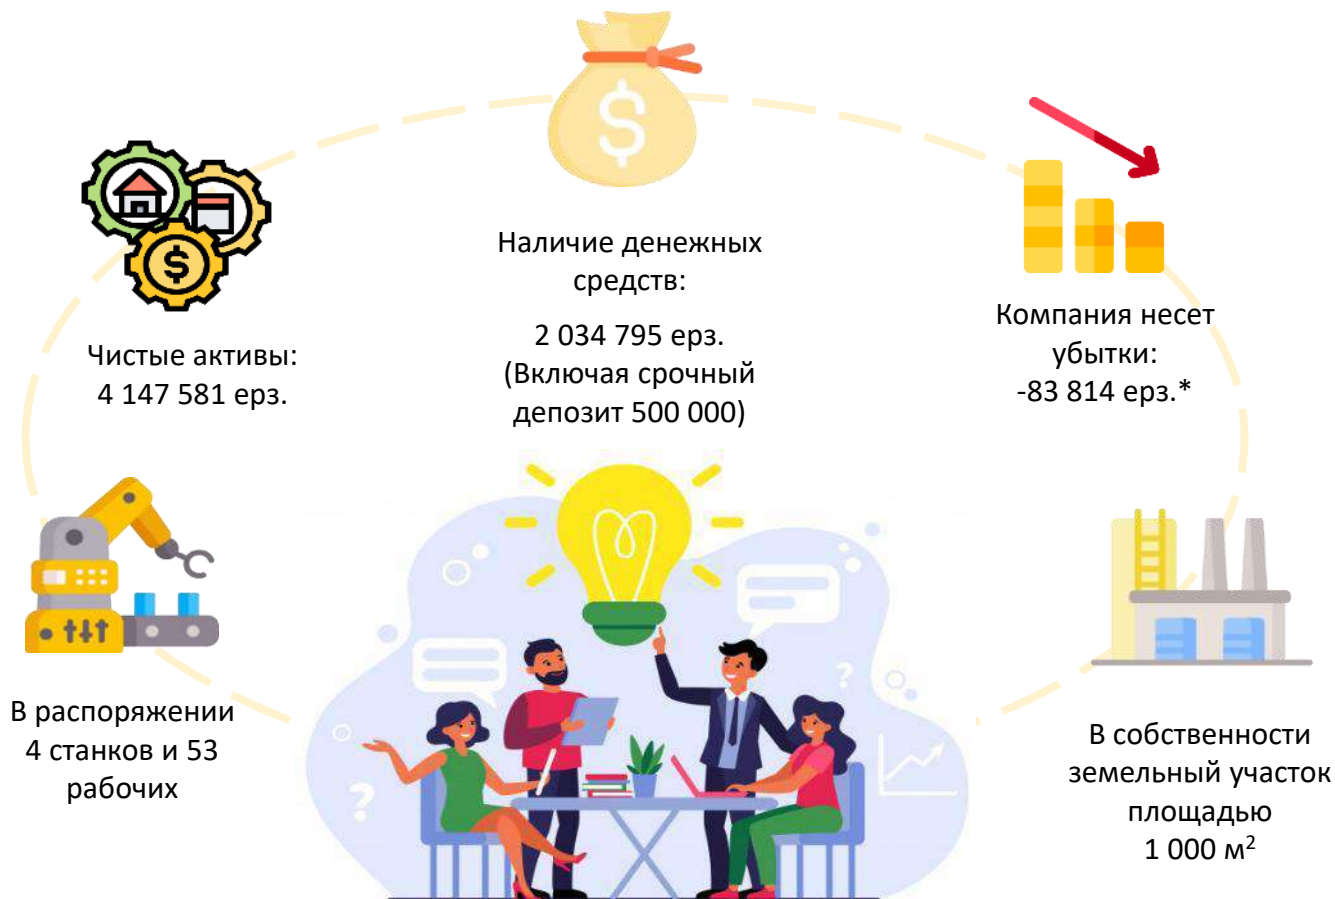 Наличие денежных
средств:
2 034 795 ерз.
(Включая срочный
депозит 500 000)
Чистые активы:
4 147 581 ерз.
Компания несет
убытки:
-83 814 ерз.*
В распоряжении
4 станков и 53
рабочих
В собственности
земельный участок
площадью
1 000 м²